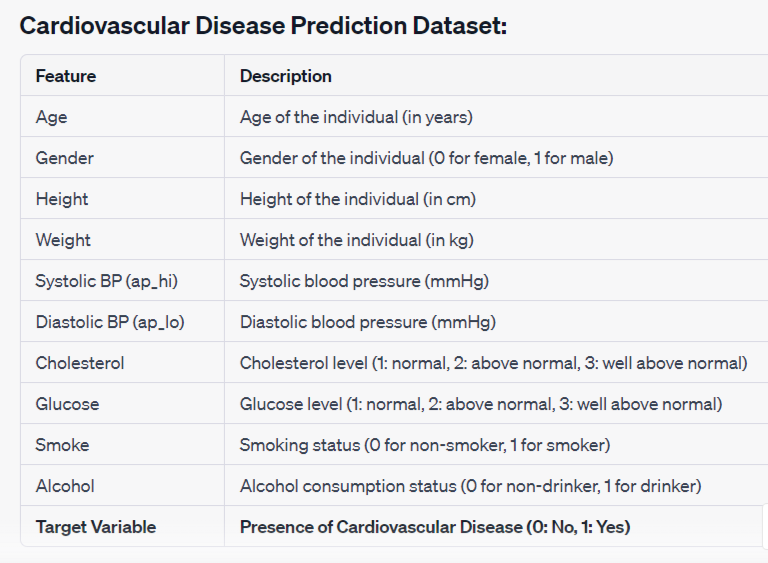 Cardiovascular Disease Prediction Dataset:
Feature Description
Age Age of the individual (in years)
Gender Gender of the individual (0 for female, 1 for male)
Height Height of the individual (in cm)
Weight Weight of the individual (in kg)
Systolic BP (ap_hi) Systolic blood pressure (mmHg)
Diastolic BP (ap_lo) Diastolic blood pressure (mmHg)
Cholesterol Cholesterol level (1: normal, 2: above normal, 3: well above normal)
Glucose Glucose level (1: normal, 2: above normal, 3: well above normal)
Smoke Smoking status (0 for non-smoker, 1 for smoker)
Alcohol Alcohol consumption status (0 for non-drinker, 1 for drinker)
Target Variable Presence of Cardiovascular Disease (0: No, 1: Yes)